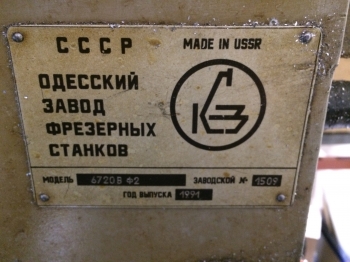 СССР
MADE IN USSR
ОДЕССКИЙ
ЗАВОД
ФРЕЗЕРНЫХ
СТАНКОВ
МОДЕЛЬ 6720В Ф2 ЗАВОДСКОЙ № 1509
ГОД ВЫПУСКА 1991